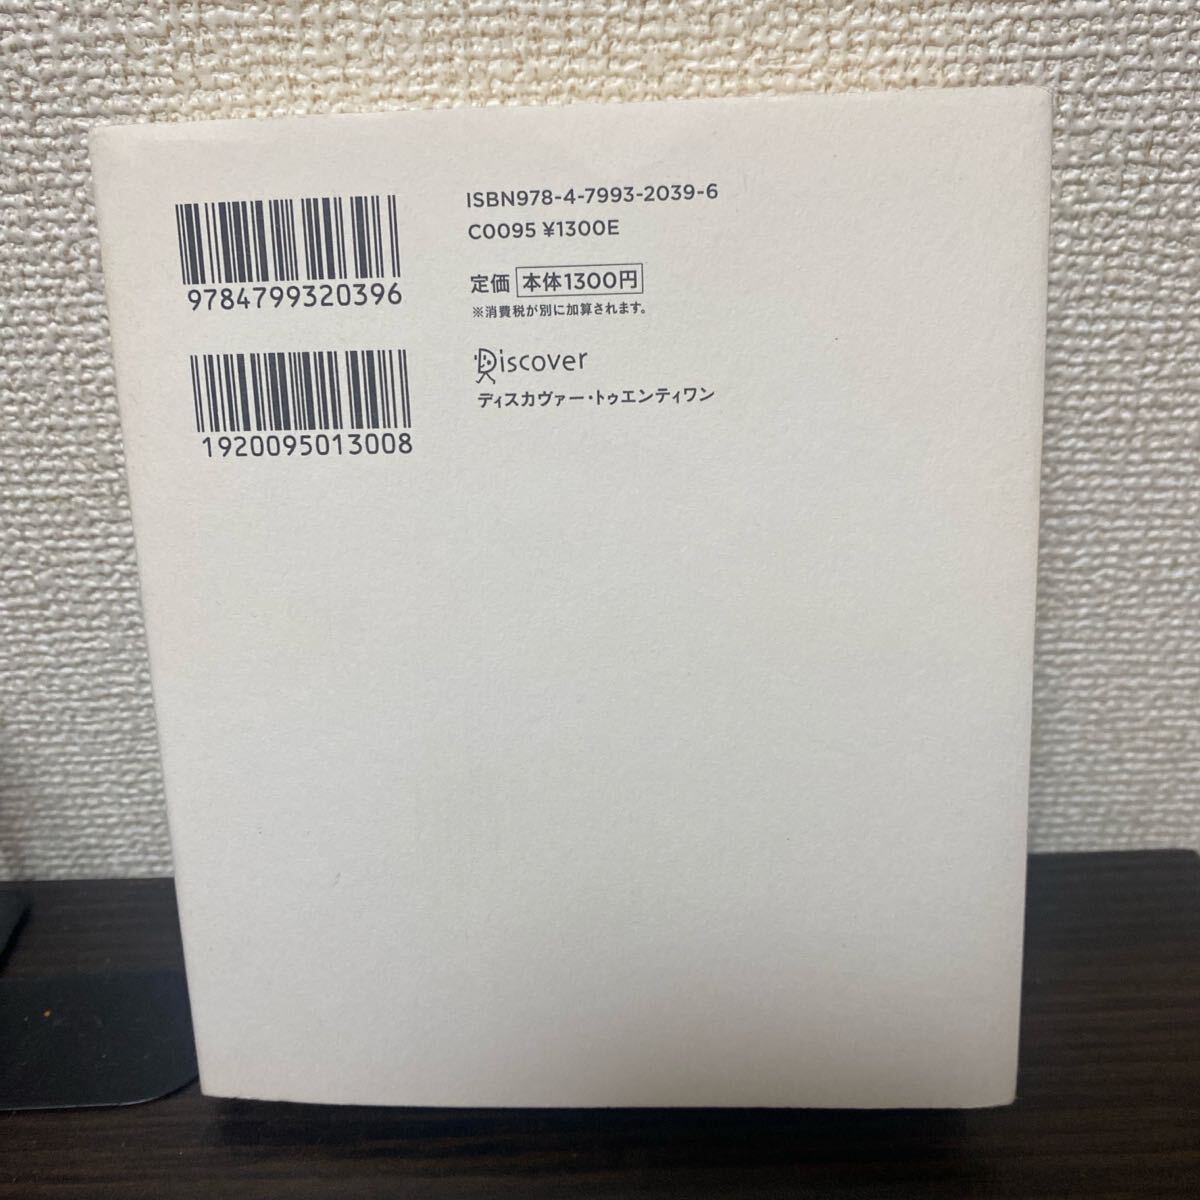 9784799320396
1920095013008
ISBN978-4-7993-2039-6
C0095 ¥1300E
定価 本体1300円
※消費税が別に加算されます。
Discover
ディスカヴァー・トゥエンティワン